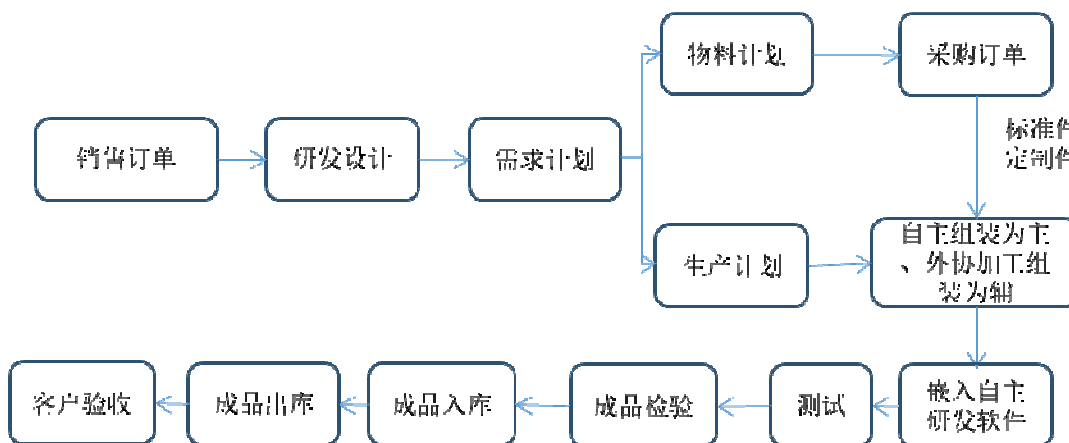 物料计划
采购订单
标准件
定制件
销售订单
研发设计
需求计划
生产计划
自主组装为主
、外协加工组
装为辅
嵌入自主
研发软件
测试
成品检验
成品入库
成品出库
客户验收